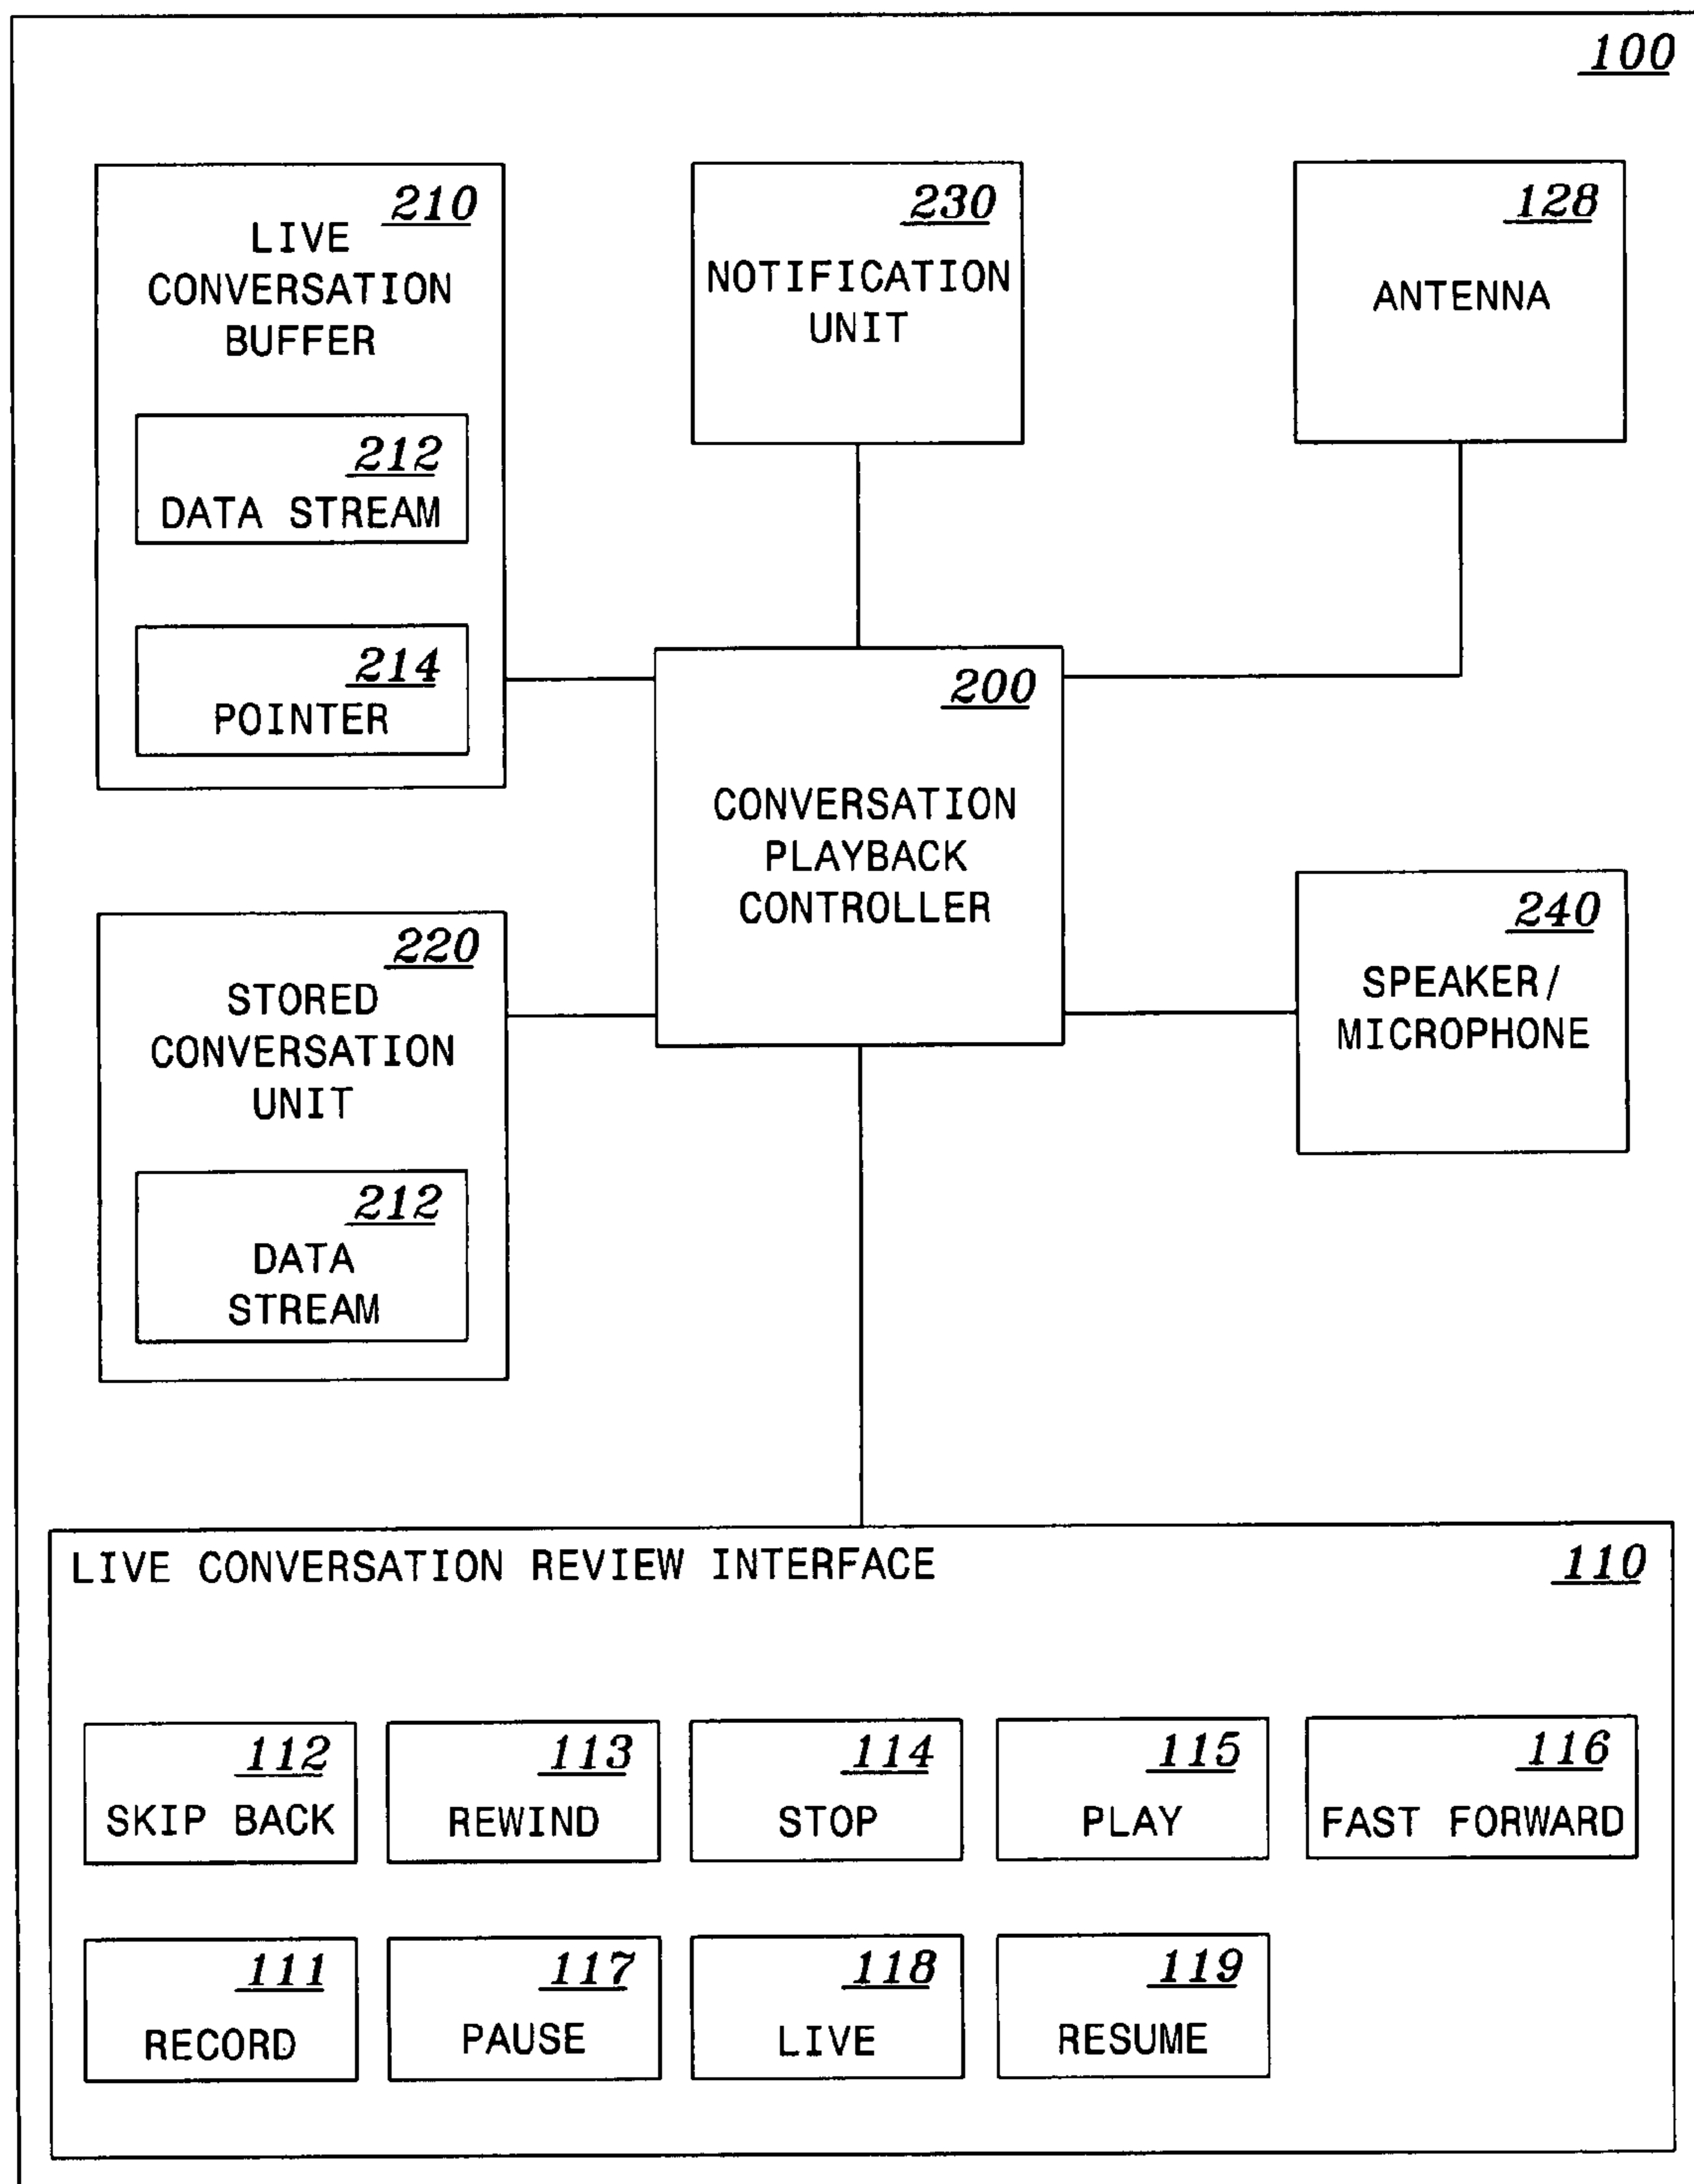 100
210
LIVE
CONVERSATION
BUFFER
212
DATA STREAM
214
POINTER
230
NOTIFICATION
UNIT
128
ANTENNA
200
CONVERSATION
PLAYBACK
CONTROLLER
220
STORED
CONVERSATION
UNIT
212
DATA
STREAM
240
SPEAKER/
MICROPHONE
LIVE CONVERSATION REVIEW INTERFACE 110
112
SKIP BACK
113
REWIND
114
STOP
115
PLAY
116
FAST FORWARD
111
RECORD
117
PAUSE
118
LIVE
119
RESUME